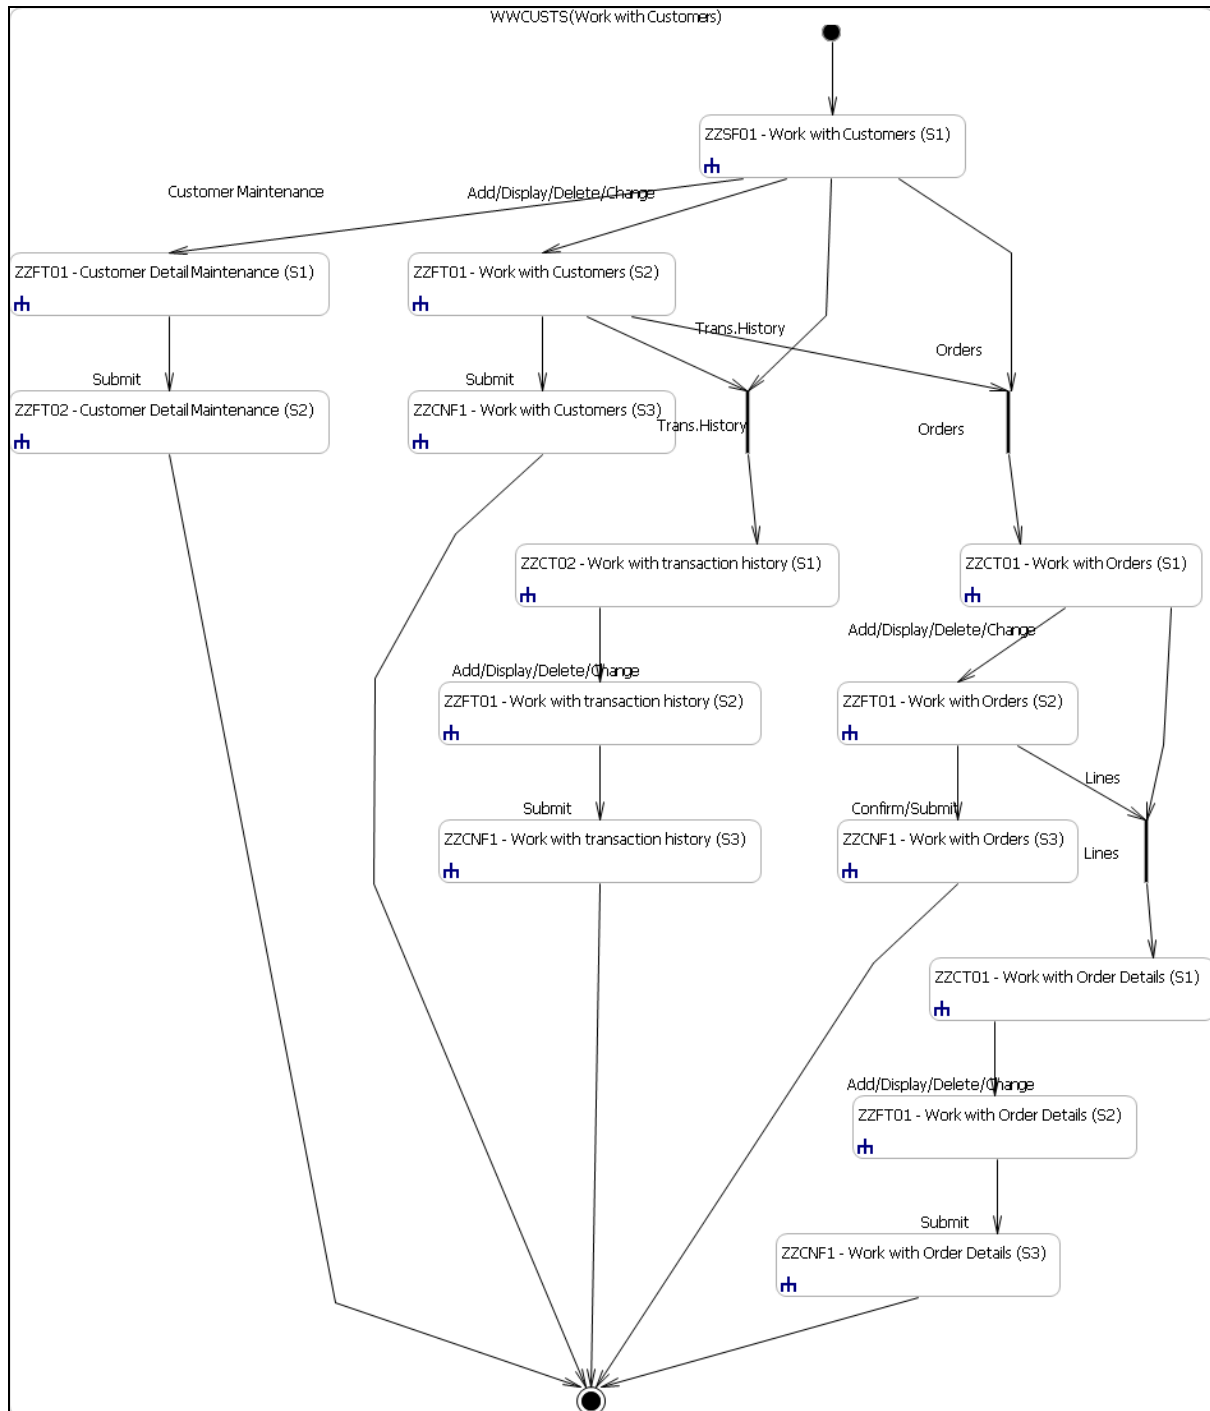 WWCUSTS(Work with Customers)
ZZSF01 - Work with Customers (S1)
Customer Maintenance
Add/Display/Delete/Change
ZZFT01 - Customer Detail Maintenance (S1)
ZZFT01 - Work with Customers (S2)
Trans.History
Orders
Submit
Submit
ZZFT02 - Customer Detail Maintenance (S2)
ZZCNF1 - Work with Customers (S3)
Trans.History
Orders
ZZCT02 - Work with transaction history (S1)
ZZCT01 - Work with Orders (S1)
Add/Display/Delete/Change
Add/Display/Delete/Change
ZZFT01 - Work with transaction history (S2)
ZZFT01 - Work with Orders (S2)
Lines
Submit
Confirm/Submit
ZZCNF1 - Work with transaction history (S3)
ZZCNF1 - Work with Orders (S3)
Lines
ZZCT01 - Work with Order Details (S1)
Add/Display/Delete/Change
ZZFT01 - Work with Order Details (S2)
Submit
ZZCNF1 - Work with Order Details (S3)